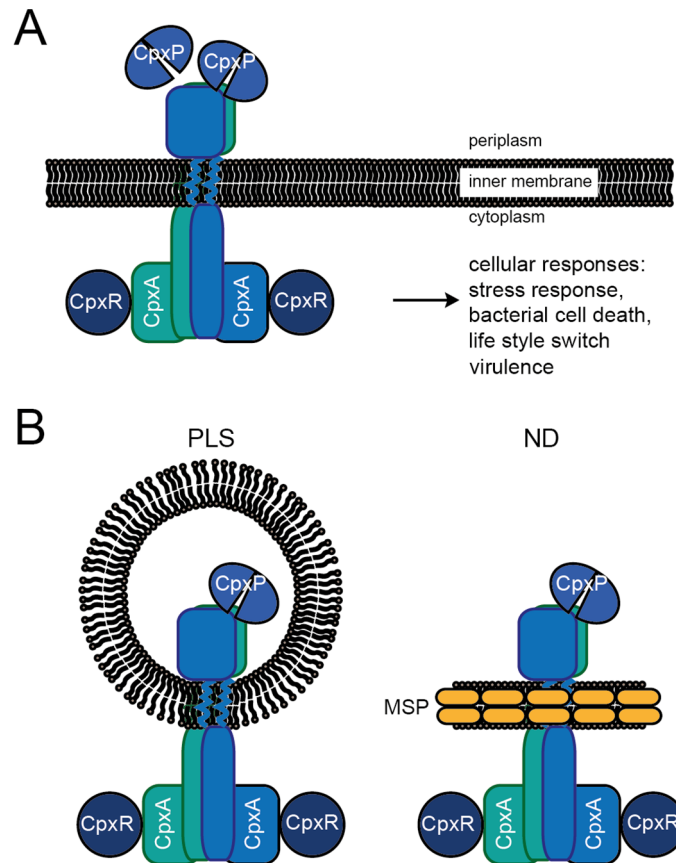 A
CpxP
CpxP
periplasm
inner membrane
cytoplasm
CpxR
CpxA
CpxA
CpxR
cellular responses:
stress response,
bacterial cell death,
life style switch
virulence
B
PLS
ND
CpxP
CpxP
MSP
CpxR
CpxA
CpxA
CpxR
CpxR
CpxA
CpxA
CpxR